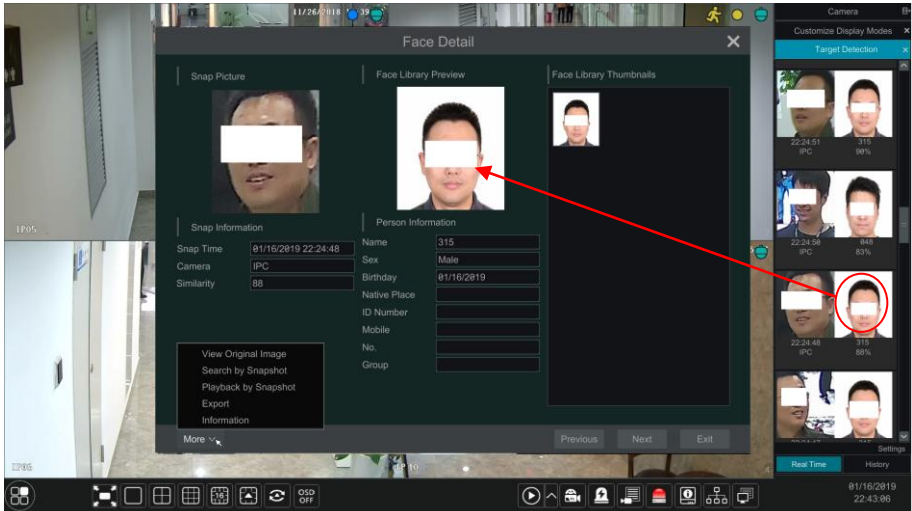 11/26/2018
39
Camera
Customize Display Modes ×
Target Detection ×
Face Detail
Snap Picture
Face Library Preview
Face Library Thumbnails
22:24:51 315
IPC 90%
22:24:50 048
IPC 83%
22:24:48 315
IPC 88%
IP05
Snap Information
Snap Time 01/16/2019 22:24:48
Camera IPC
Similarity 88
Person Information
Name 315
Sex Male
Birthday 01/16/2019
Native Place
ID Number
Mobile
No.
Group
View Original Image
Search by Snapshot
Playback by Snapshot
Export
Information
More
Previous Next Exit
Settings
Real Time History
16
OSD
OFF
01/16/2019
22:43:06